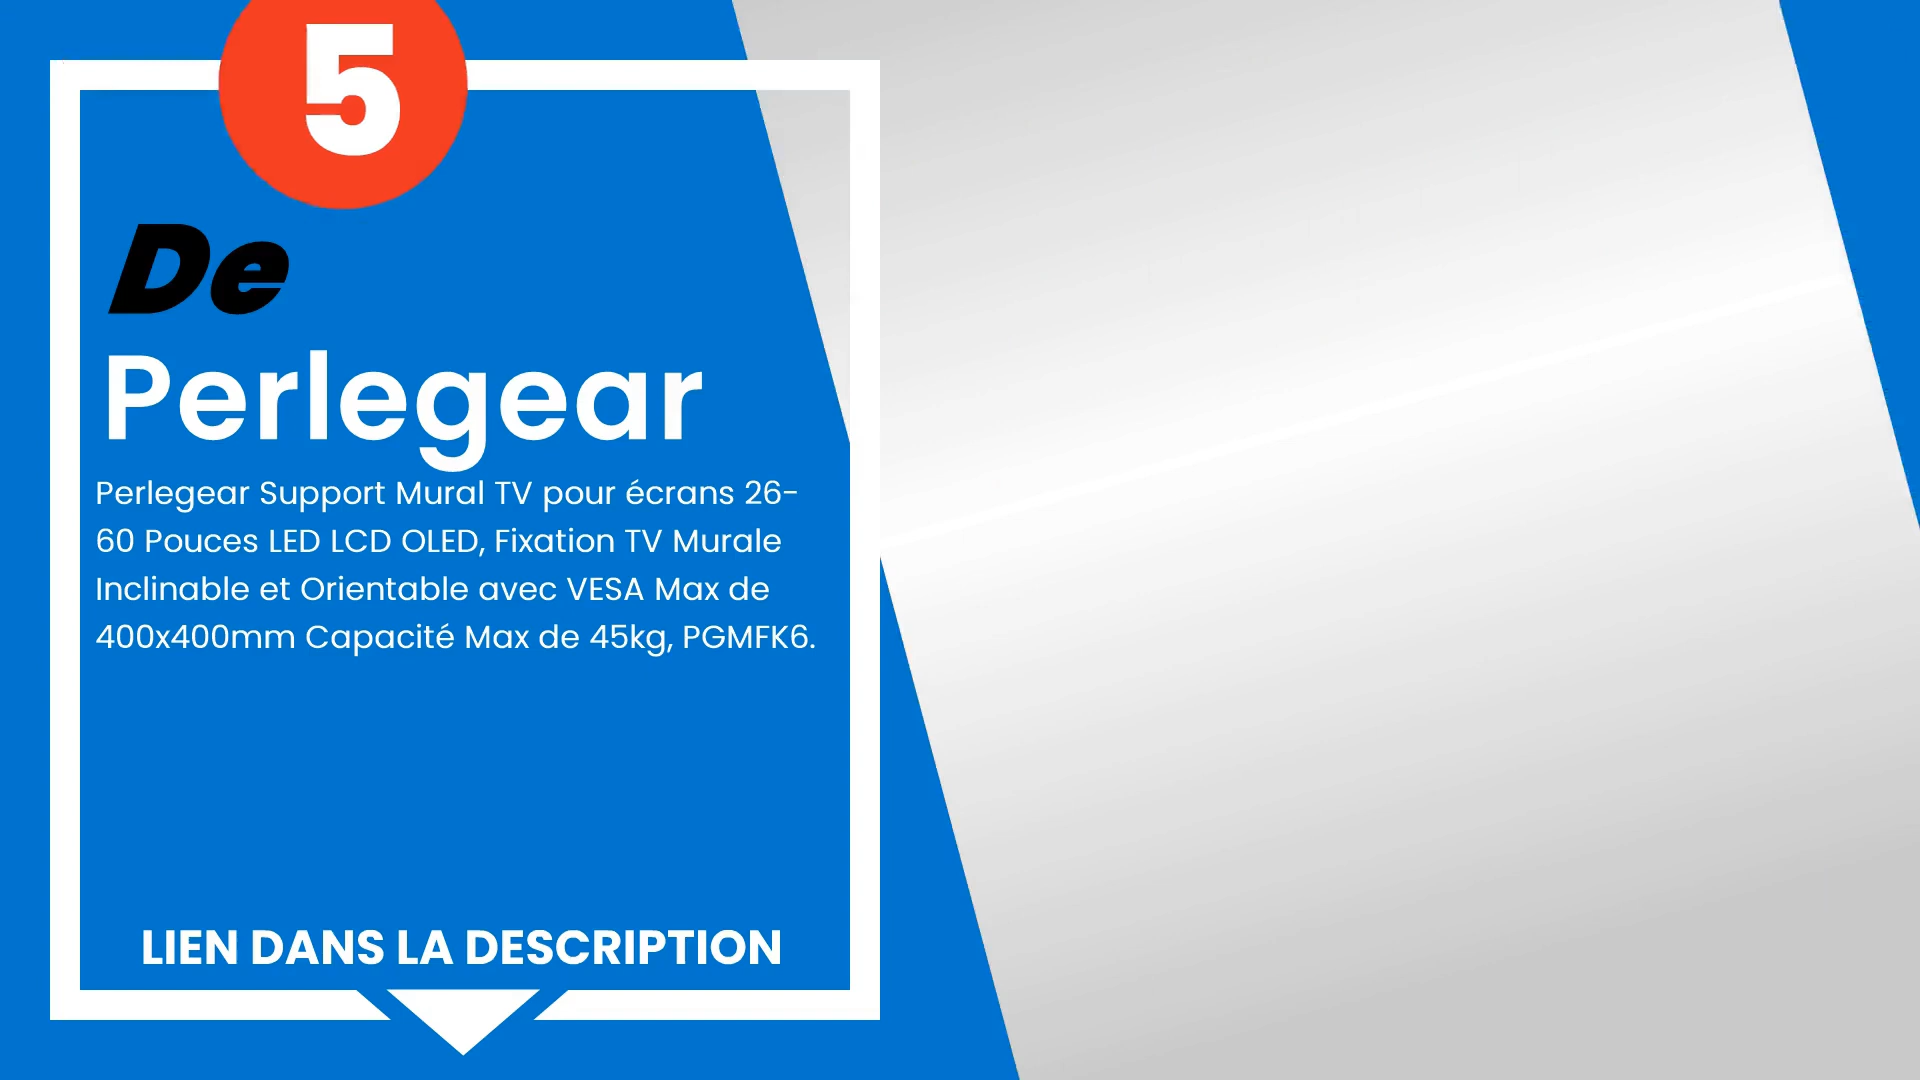 5
De
Perlegear
Perlegear Support Mural TV pour écrans 26-
60 Pouces LED LCD OLED, Fixation TV Murale
Inclinable et Orientable avec VESA Max de
400x400mm Capacité Max de 45kg, PGMFK6.
LIEN DANS LA DESCRIPTION